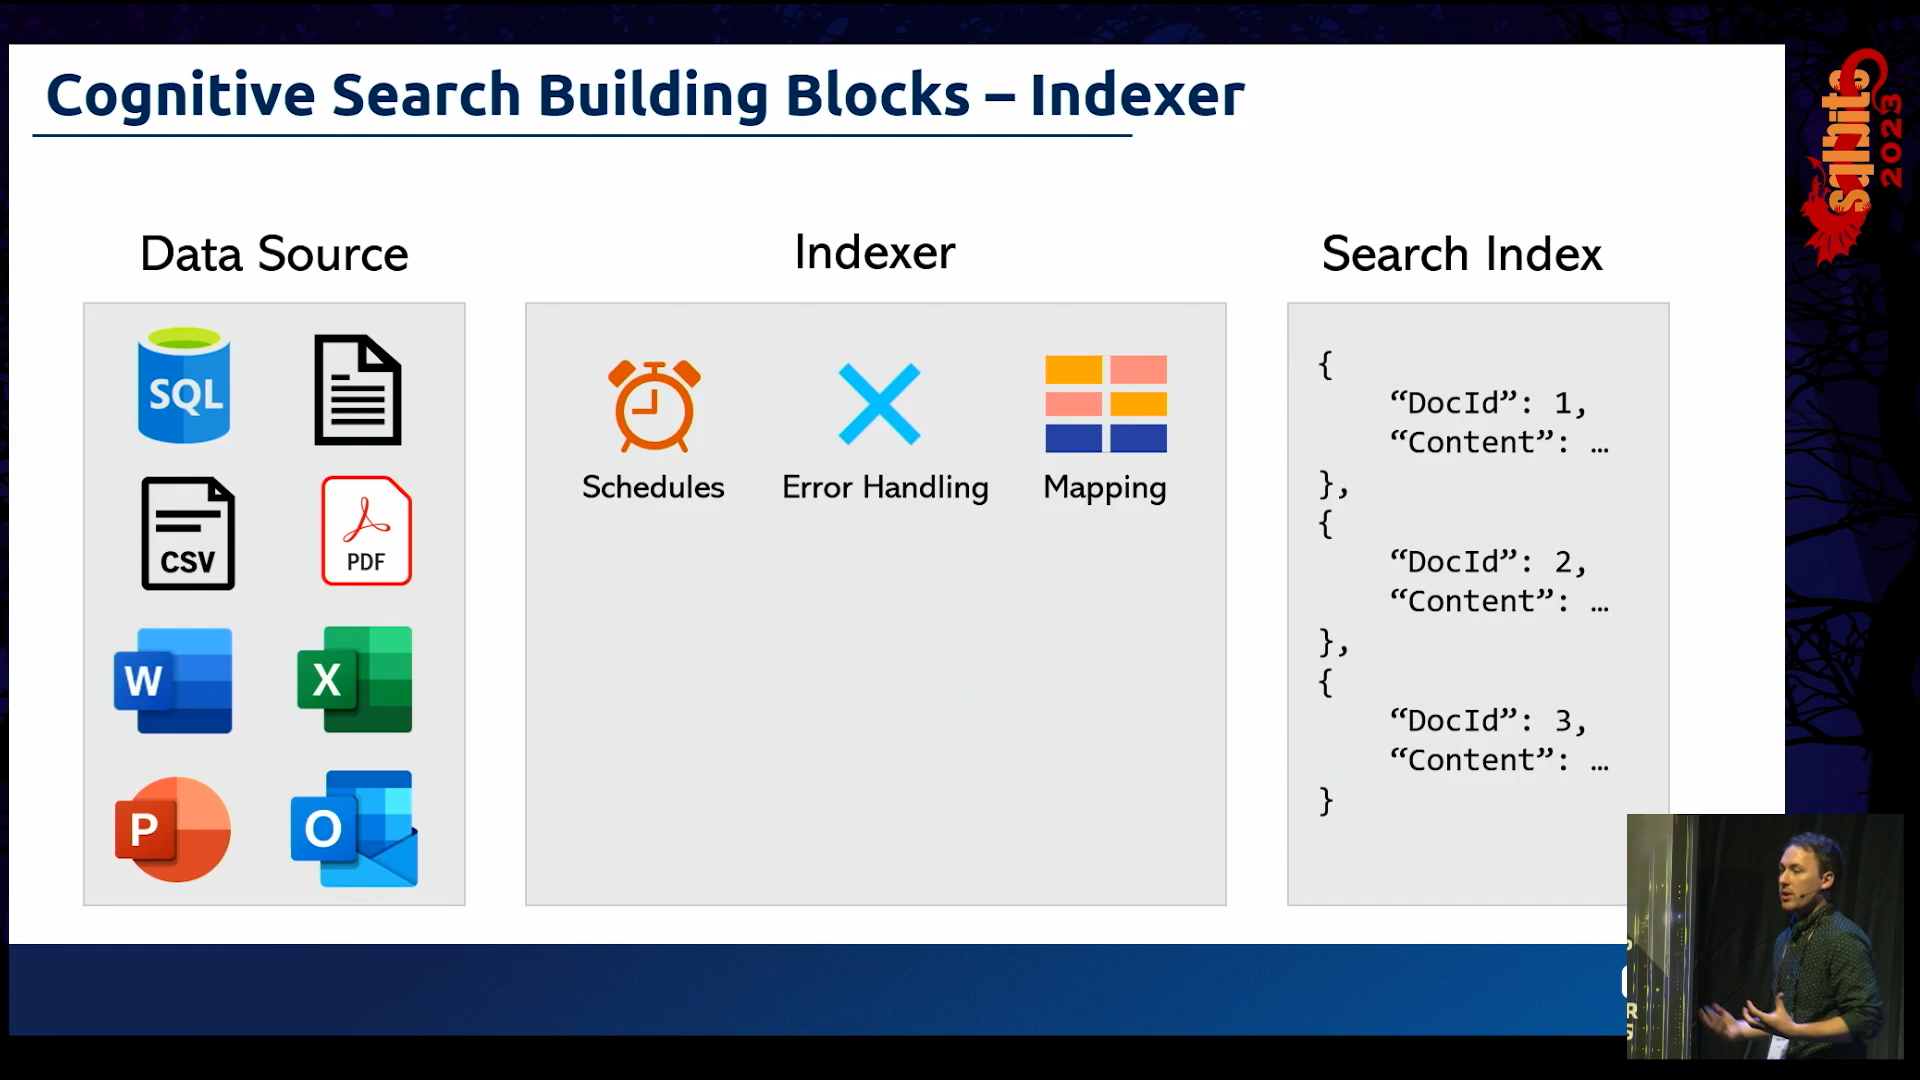 Cognitive Search Building Blocks – Indexer
sqlbits
2023
Data Source
Indexer
Search Index
SQL
CSV
PDF
W
X
P
O
Schedules
Error Handling
Mapping
{
“DocId”: 1,
“Content”: …
},
{
“DocId”: 2,
“Content”: …
},
{
“DocId”: 3,
“Content”: …
}